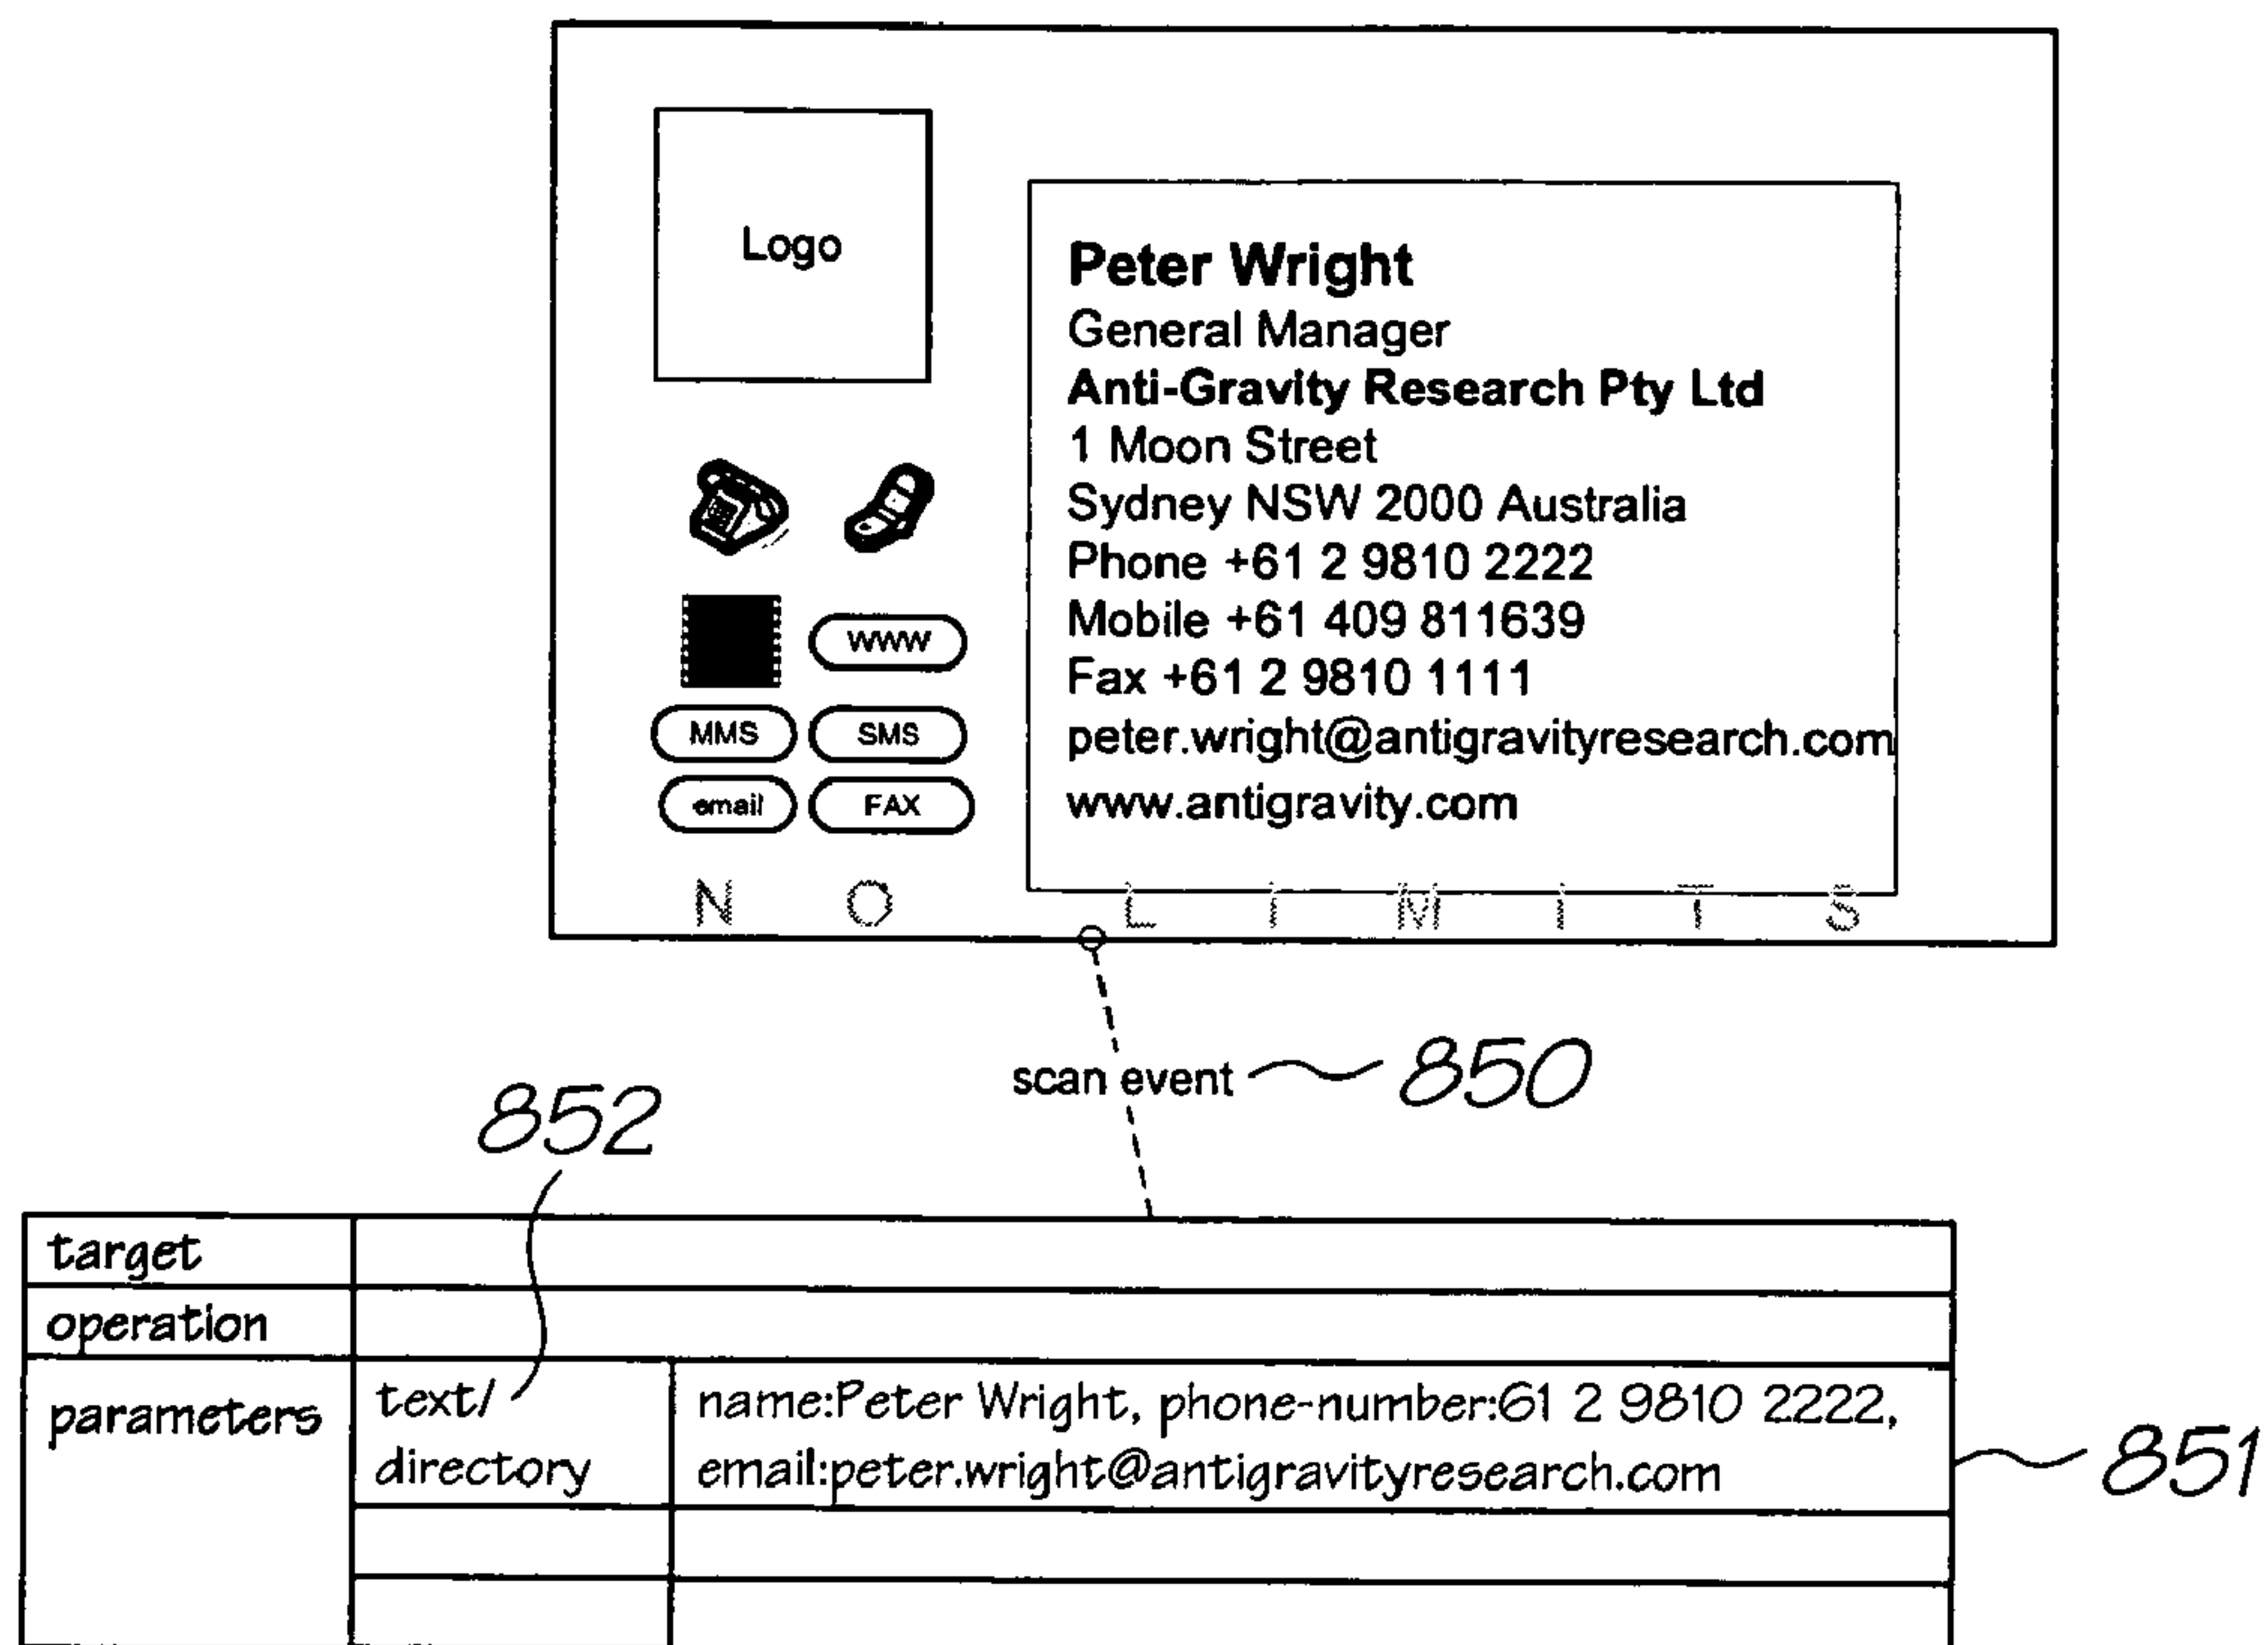 Logo
Peter Wright
General Manager
Anti-Gravity Research Pty Ltd
1 Moon Street
Sydney NSW 2000 Australia
Phone +61 2 9810 2222
Mobile +61 409 811639
Fax +61 2 9810 1111
peter.wright@antigravityresearch.com
www.antigravity.com
WWW
MMS SMS
email FAX
N O L I M I T S
scan event 850
852
target
operation
parameters
text/
directory
name:Peter Wright, phone-number:61 2 9810 2222,
email:peter.wright@antigravityresearch.com
851